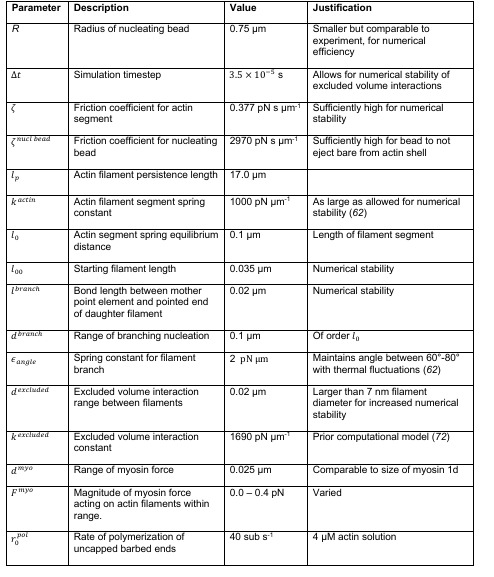 Parameter Description Value Justification
R Radius of nucleating bead 0.75 µm Smaller but comparable to
experiment, for numerical
efficiency
Δt Simulation timestep 3.5 × 10⁻⁵ s Allows for numerical stability of
excluded volume interactions
ζ Friction coefficient for actin 0.377 pN s µm⁻¹ Sufficiently high for numerical
segment stability
ζ^nucl bead Friction coefficient for nucleating 2970 pN s µm⁻¹ Sufficiently high for bead to not
bead eject bare from actin shell
l_p Actin filament persistence length 17.0 µm
k^actin Actin filament segment spring 1000 pN µm⁻¹ As large as allowed for numerical
constant stability (62)
l₀ Actin segment spring equilibrium 0.1 µm Length of filament segment
distance
l₀₀ Starting filament length 0.035 µm Numerical stability
l^branch Bond length between mother 0.02 µm Numerical stability
point element and pointed end
of daughter filament
d^branch Range of branching nucleation 0.1 µm Of order l₀
ϵ_angle Spring constant for filament 2 pN µm Maintains angle between 60°-80°
branch with thermal fluctuations (62)
d^excluded Excluded volume interaction 0.02 µm Larger than 7 nm filament
range between filaments diameter for increased numerical
stability
k^excluded Excluded volume interaction 1690 pN µm⁻¹ Prior computational model (72)
constant
d^myo Range of myosin force 0.025 µm Comparable to size of myosin 1d
F^myo Magnitude of myosin force 0.0 – 0.4 pN Varied
acting on actin filaments within
range.
r₀^pol Rate of polymerization of 40 sub s⁻¹ 4 µM actin solution
uncapped barbed ends